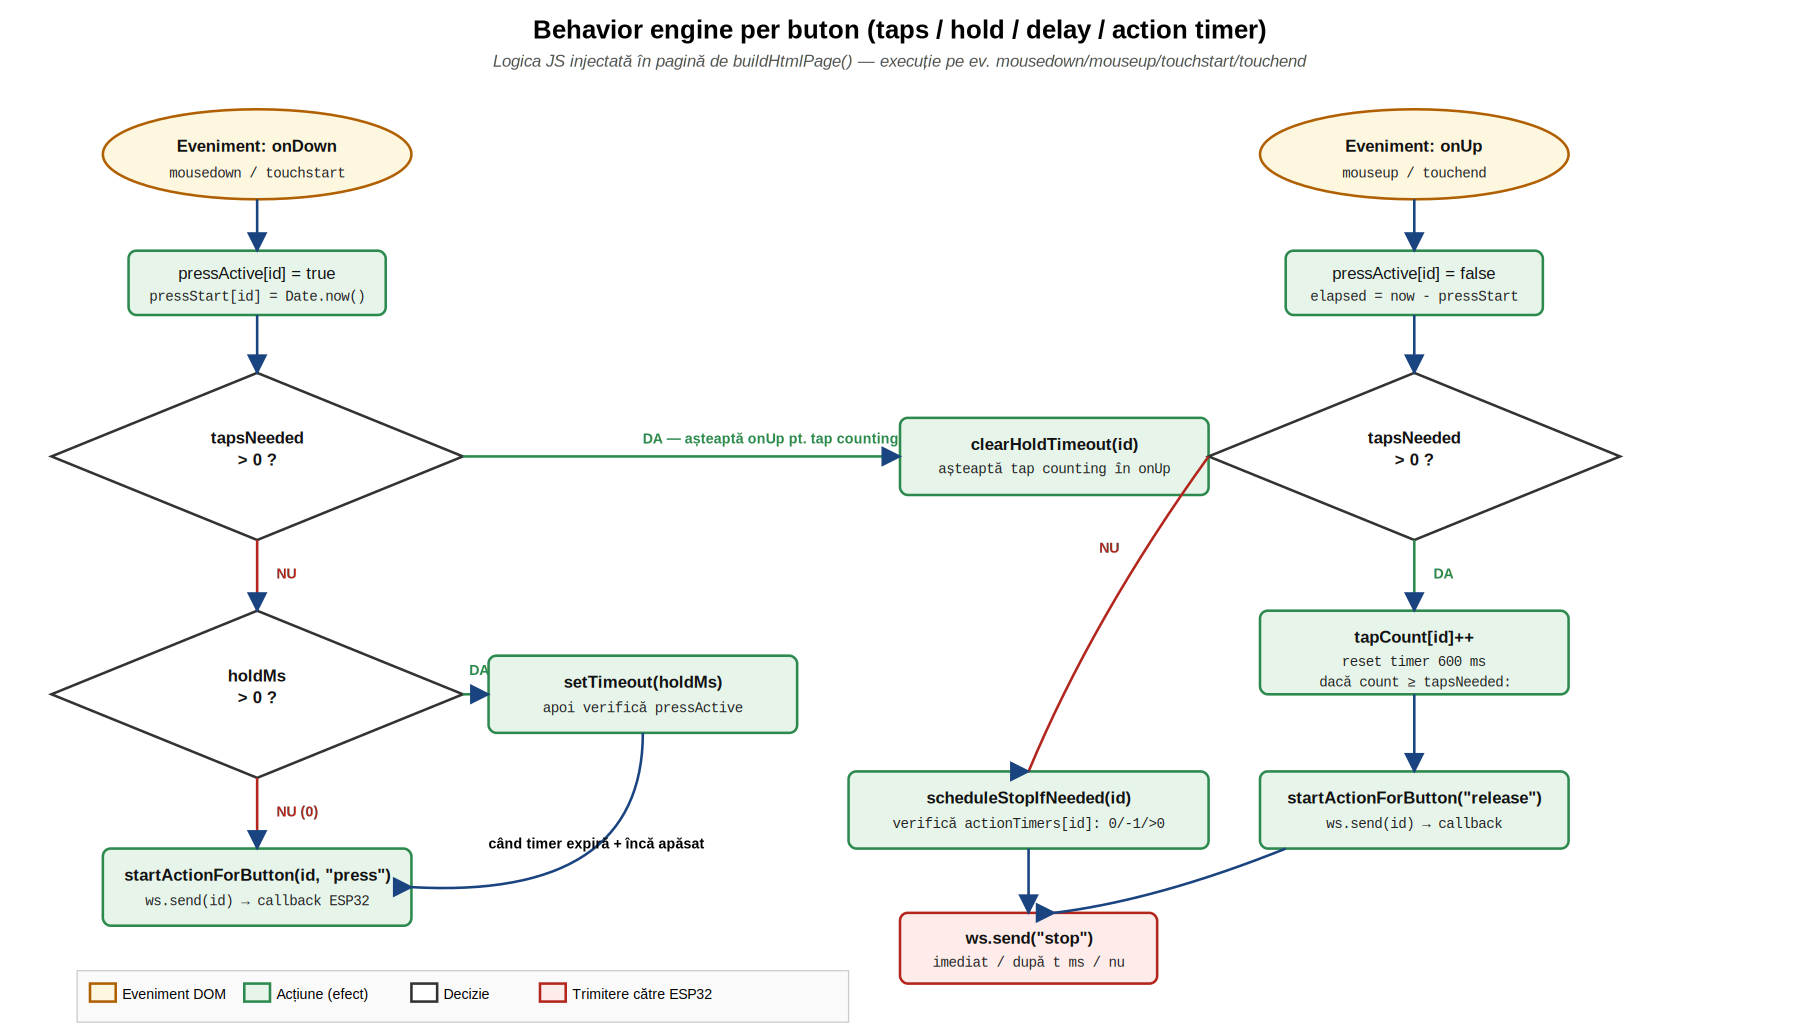 Behavior engine per buton (taps / hold / delay / action timer)
Logica JS injectată în pagină de buildHtmlPage() — execuție pe ev. mousedown/mouseup/touchstart/touchend
Eveniment: onDown
mousedown / touchstart
pressActive[id] = true
pressStart[id] = Date.now()
tapsNeeded
> 0 ?
DA — așteaptă onUp pt. tap counting
clearHoldTimeout(id)
așteaptă tap counting în onUp
NU
holdMs
> 0 ?
DA
setTimeout(holdMs)
apoi verifică pressActive
NU (0)
când timer expiră + încă apăsat
startActionForButton(id, "press")
ws.send(id) → callback ESP32
Eveniment: onUp
mouseup / touchend
pressActive[id] = false
elapsed = now - pressStart
tapsNeeded
> 0 ?
NU
DA
tapCount[id]++
reset timer 600 ms
dacă count ≥ tapsNeeded:
scheduleStopIfNeeded(id)
verifică actionTimers[id]: 0/-1/>0
startActionForButton("release")
ws.send(id) → callback
ws.send("stop")
imediat / după t ms / nu
Eveniment DOM
Acțiune (efect)
Decizie
Trimitere către ESP32